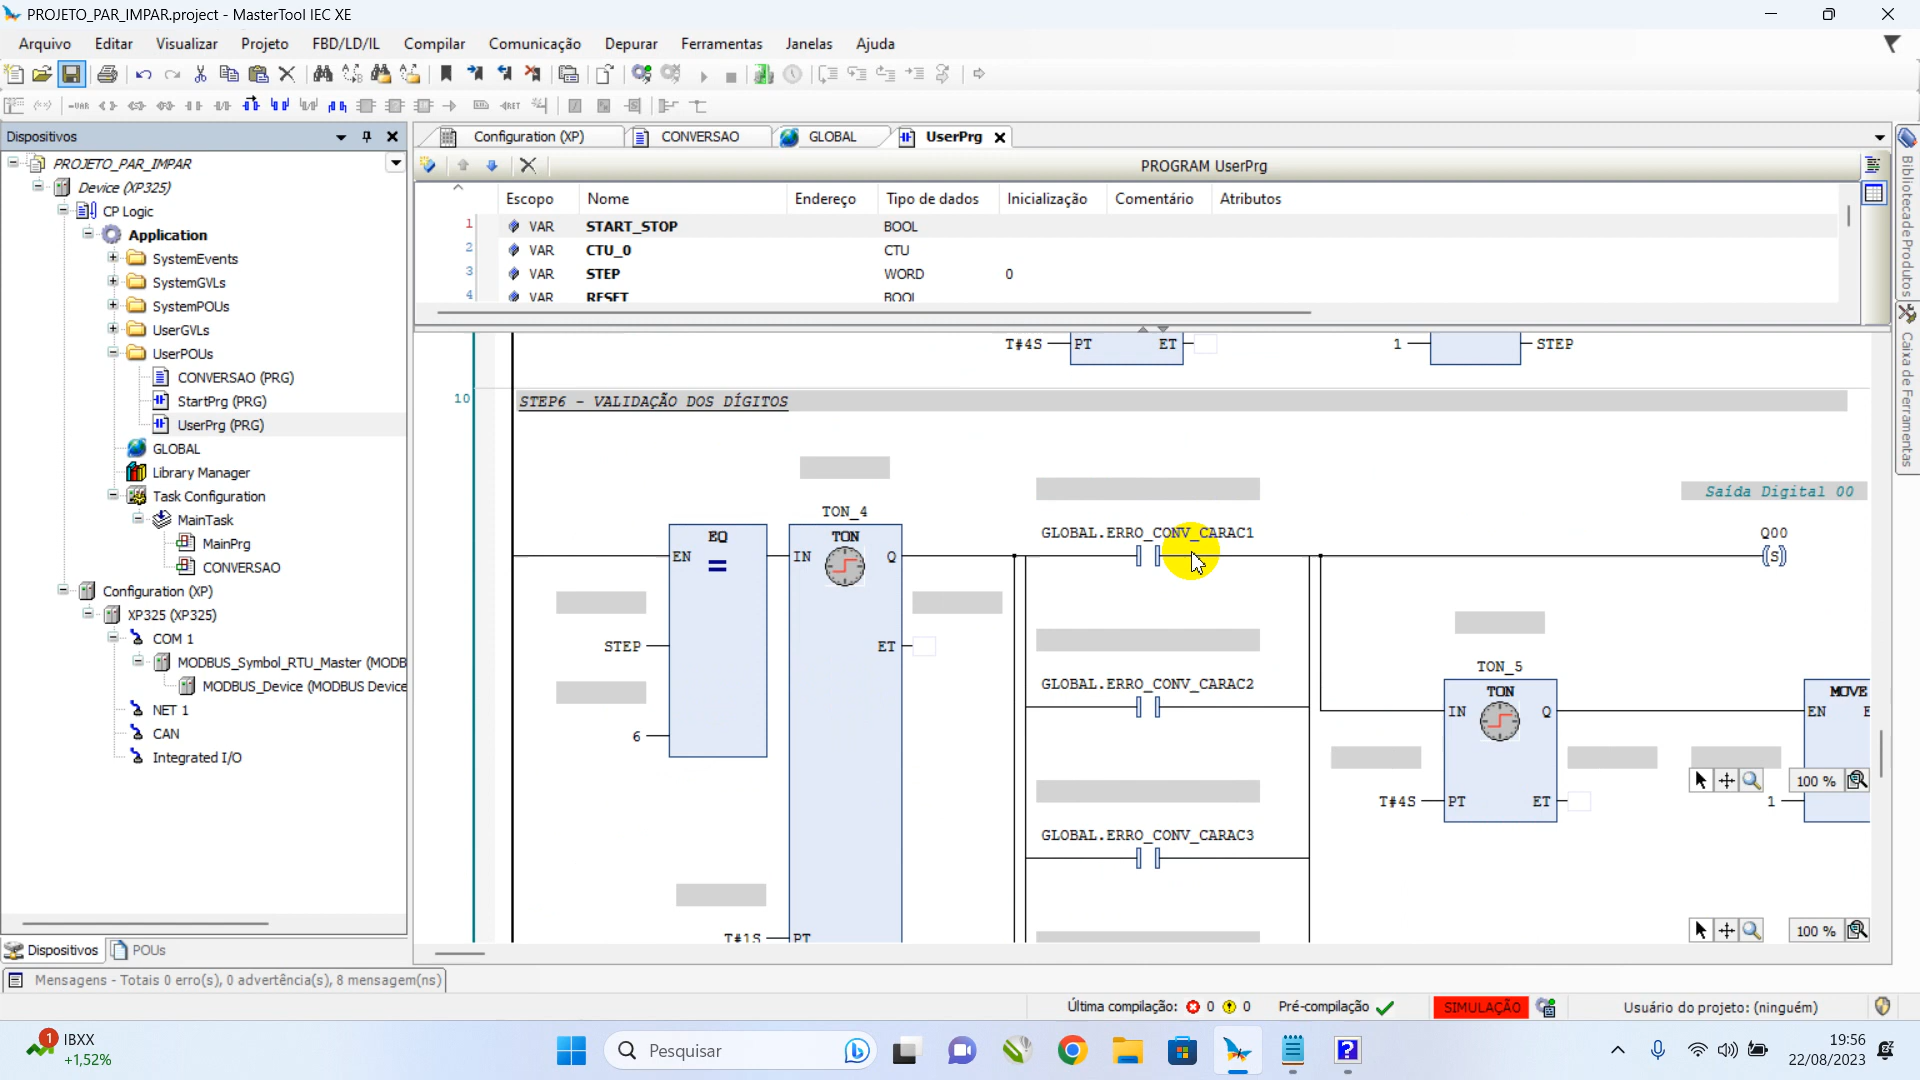 PROJETO_PAR_IMPAR.project - MasterTool IEC XE
Arquivo Editar Visualizar Projeto FBD/LD/IL Compilar Comunicação Depurar Ferramentas Janelas Ajuda
Dispositivos
PROJETO_PAR_IMPAR
Device (XP325)
CP Logic
Application
SystemEvents
SystemGVLs
SystemPOUs
UserGVLs
UserPOUs
CONVERSAO (PRG)
StartPrg (PRG)
UserPrg (PRG)
GLOBAL
Library Manager
Task Configuration
MainTask
MainPrg
CONVERSAO
Configuration (XP)
XP325 (XP325)
COM 1
MODBUS_Symbol_RTU_Master (MODB
MODBUS_Device (MODBUS Device
NET 1
CAN
Integrated I/O
Dispositivos POUs
Configuration (XP) CONVERSAO GLOBAL UserPrg
PROGRAM UserPrg
Escopo Nome Endereço Tipo de dados Inicialização Comentário Atributos
1 VAR START_STOP BOOL
2 VAR CTU_0 CTU
3 VAR STEP WORD 0
4 VAR RESET BOOL
T#4S PT ET 1 STEP
10 STEP6 - VALIDAÇÃO DOS DÍGITOS
Saída Digital 00
TON_4 GLOBAL.ERRO_CONV_CARAC1 Q00
EQ TON
EN IN Q (S)
STEP ET
GLOBAL.ERRO_CONV_CARAC2
TON_5
TON MOVE
IN Q EN E
6
100 %
T#4S PT ET 1
GLOBAL.ERRO_CONV_CARAC3
T#1S PT
100 %
Biblioteca de Produtos
Caixa de Ferramentas
Mensagens - Totais 0 erro(s), 0 advertência(s), 8 mensagem(ns)
Última compilação: 0 0 Pré-compilação SIMULAÇÃO Usuário do projeto: (ninguém)
1 IBXX
+1,52%
Pesquisar
19:56
22/08/2023